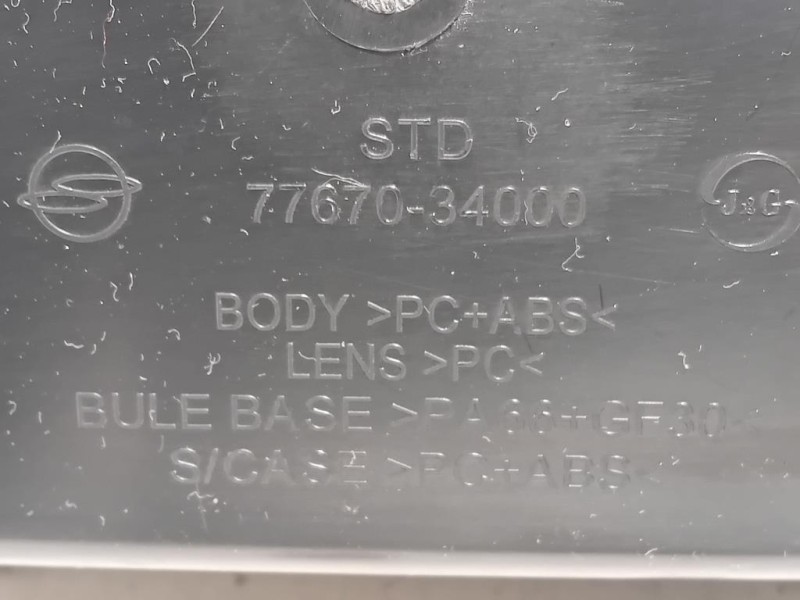 STD
77670-34000
J&G
BODY >PC+ABS<
LENS >PC<
BULE BASE >PA66+GF30<
S/CASE >PC+ABS<